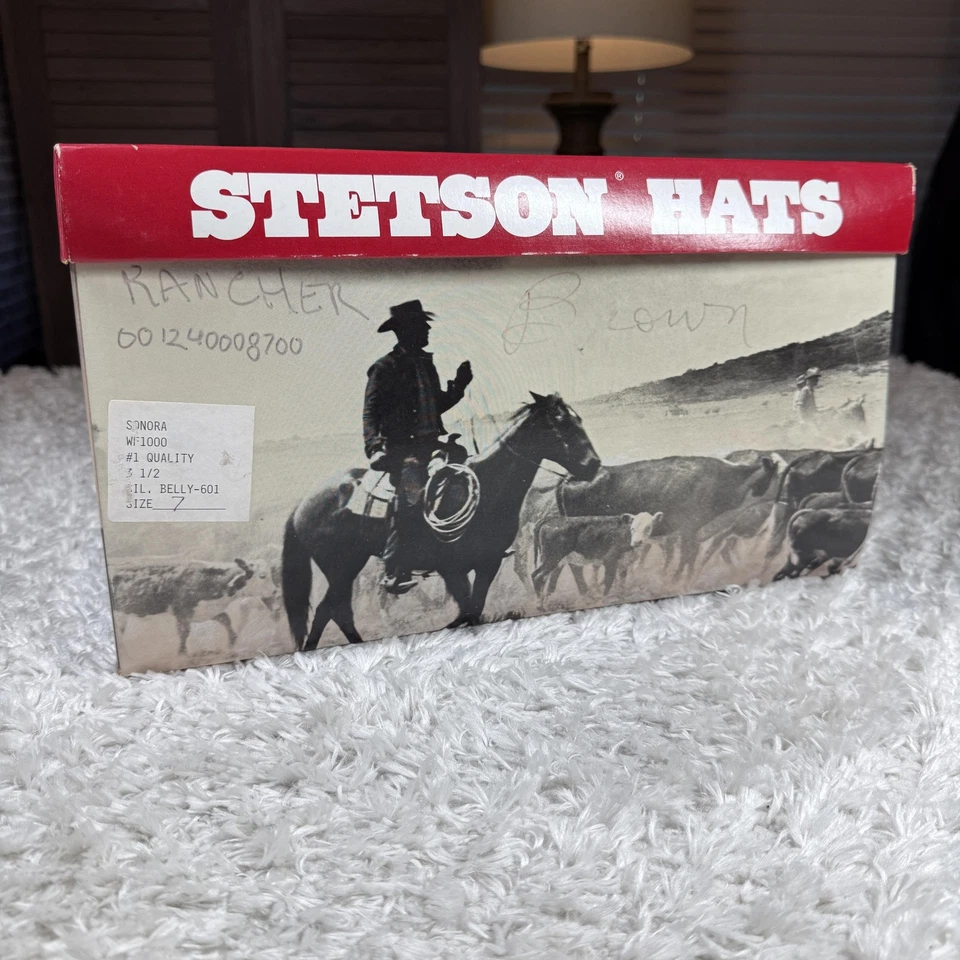 STETSON® HATS
RANCHER
Brown
001240008700
SONORA
WF1000
#1 QUALITY
3 1/2
SIL. BELLY-601
SIZE 7